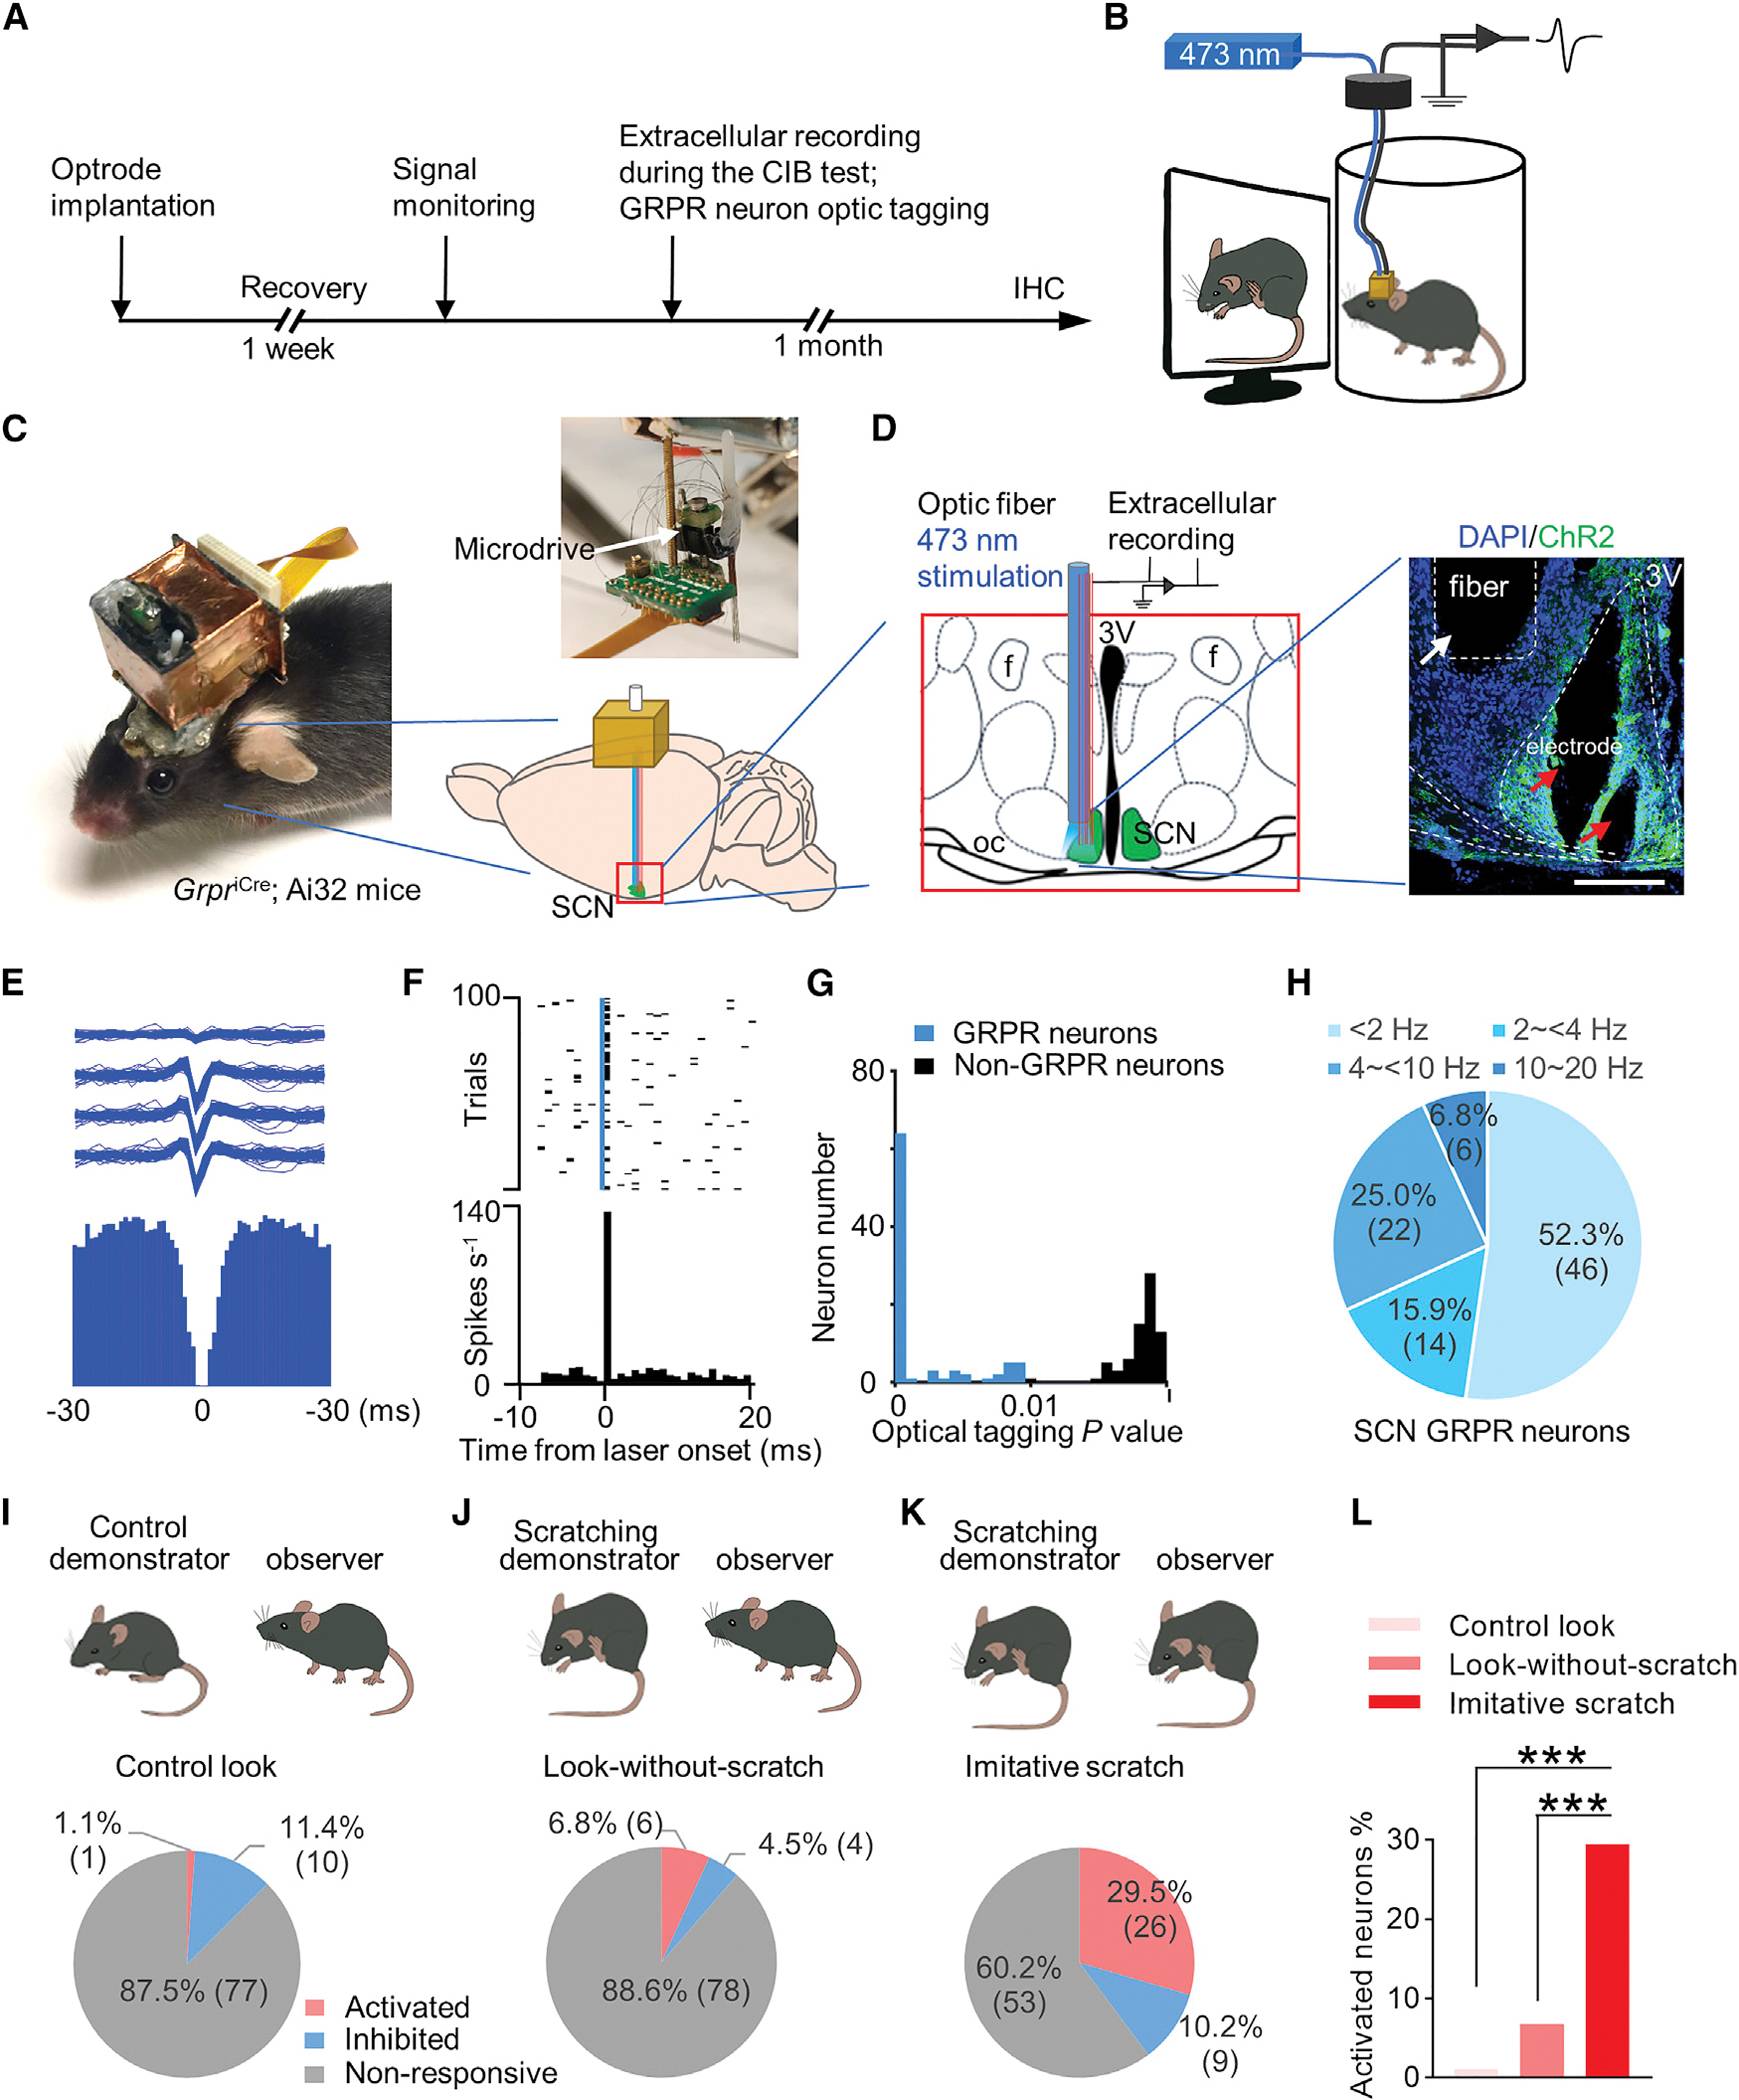 A
Optrode
implantation
Signal
monitoring
Extracellular recording
during the CIB test;
GRPR neuron optic tagging
Recovery
1 week
1 month
IHC
B
473 nm
C
Microdrive
Grpr^iCre; Ai32 mice
SCN
D
Optic fiber
473 nm
stimulation
Extracellular
recording
3V
f
f
oc
SCN
DAPI/ChR2
fiber
3V
electrode
E
-30
0
-30 (ms)
F
100
Trials
140
Spikes s⁻¹
0
-10
0
20
Time from laser onset (ms)
G
GRPR neurons
Non-GRPR neurons
80
40
0
Neuron number
0
0.01
I
Optical tagging P value
H
<2 Hz
2~<4 Hz
4~<10 Hz
10~20 Hz
6.8%
(6)
25.0%
(22)
52.3%
(46)
15.9%
(14)
SCN GRPR neurons
I
Control
demonstrator
observer
Control look
1.1%
(1)
11.4%
(10)
87.5% (77)
Activated
Inhibited
Non-responsive
J
Scratching
demonstrator
observer
Look-without-scratch
6.8% (6)
4.5% (4)
88.6% (78)
K
Scratching
demonstrator
observer
Imitative scratch
29.5%
(26)
60.2%
(53)
10.2%
(9)
L
Control look
Look-without-scratch
Imitative scratch
***
***
Activated neurons %
30
20
10
0